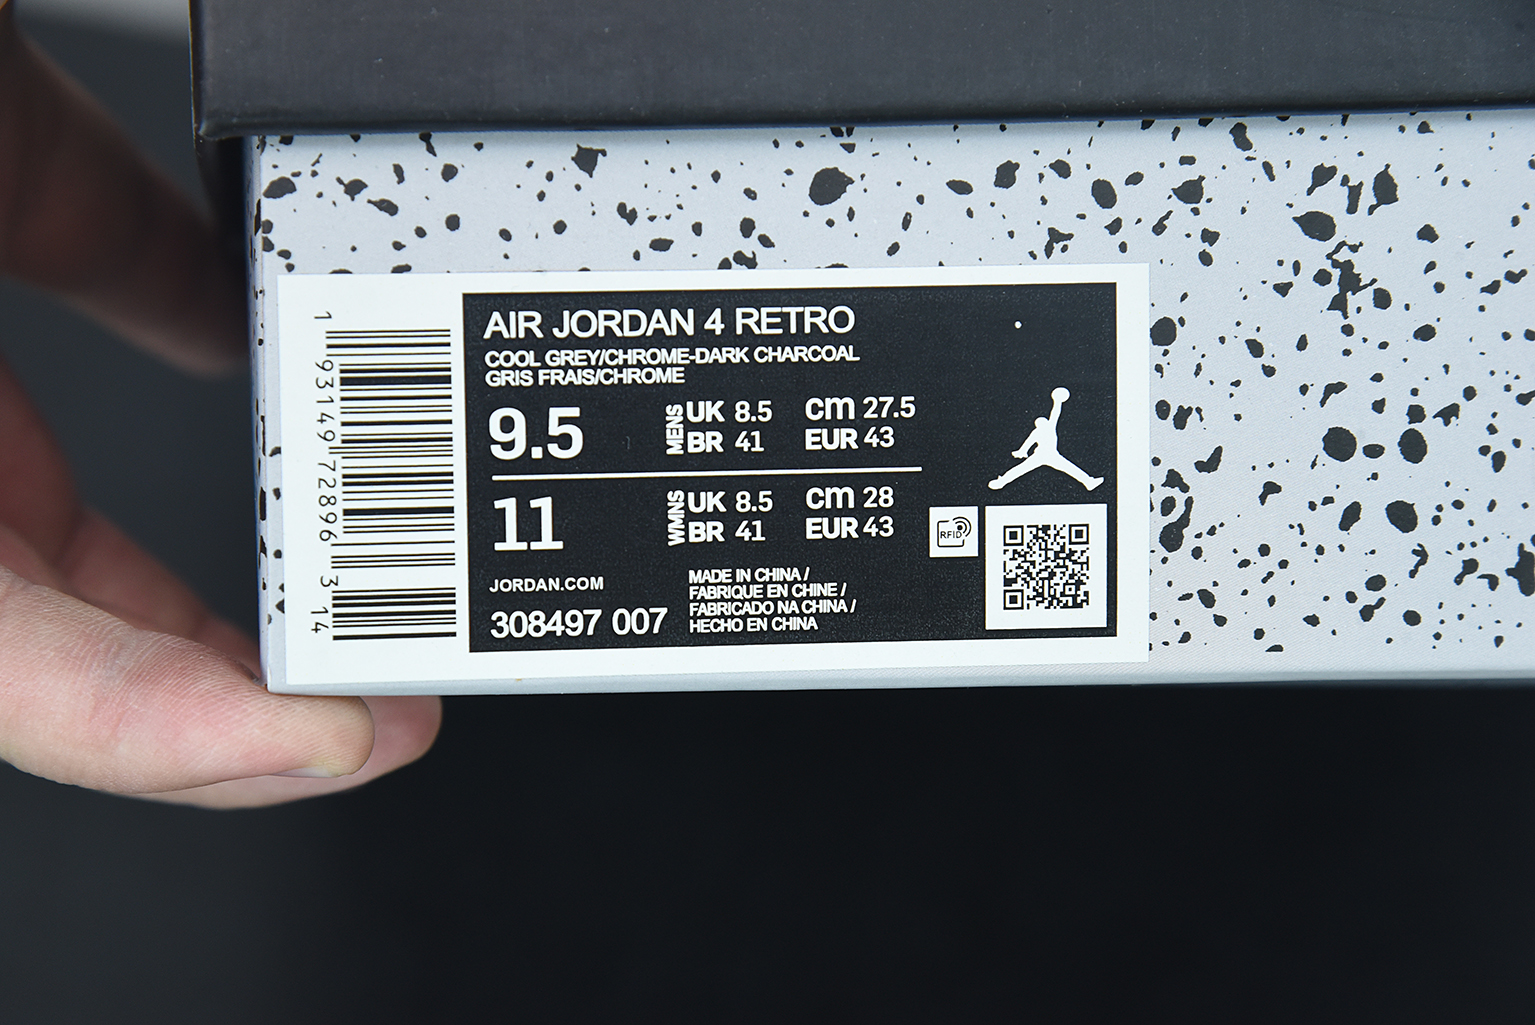 1 93149 72896 3 14
AIR JORDAN 4 RETRO
COOL GREY/CHROME-DARK CHARCOAL
GRIS FRAIS/CHROME
9.5 MENS UK 8.5 cm 27.5
BR 41 EUR 43
11 WMNS UK 8.5 cm 28
BR 41 EUR 43
RFID
JORDAN.COM
308497 007
MADE IN CHINA /
FABRIQUE EN CHINE /
FABRICADO NA CHINA /
HECHO EN CHINA